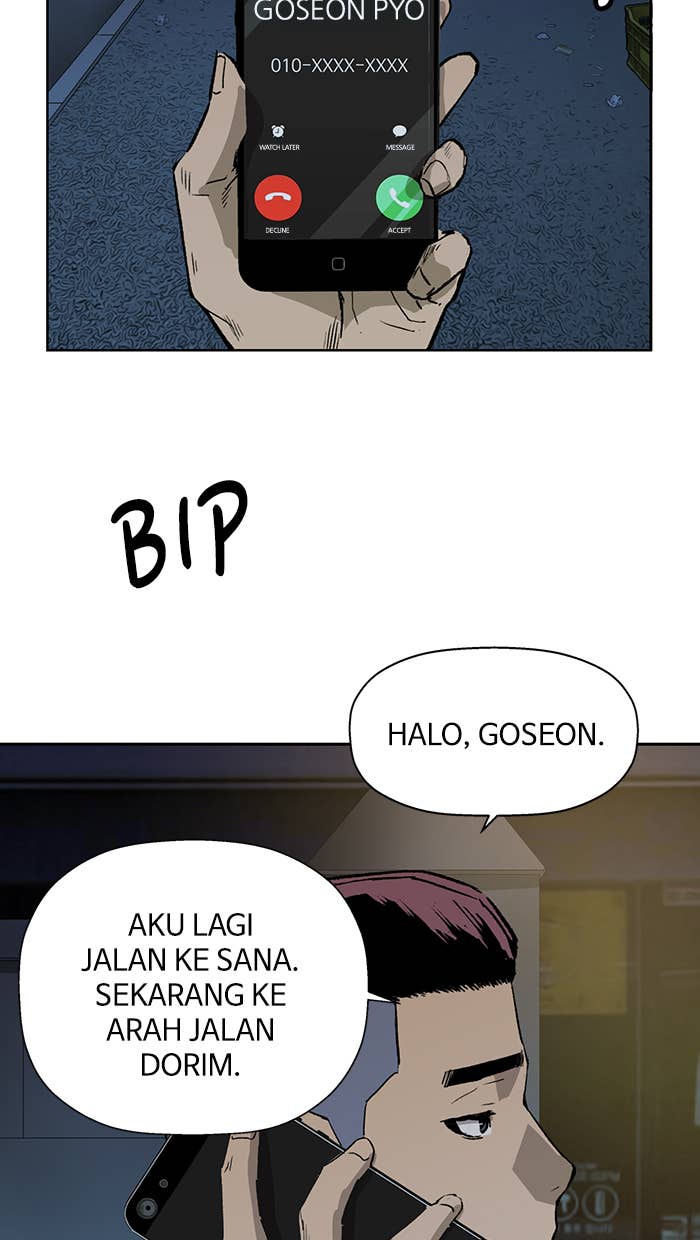 GOSEON PYO
010-XXXX-XXXX
WATCH LATER
MESSAGE
DECLINE
ACCEPT
BIP
HALO, GOSEON.
AKU LAGI
JALAN KE SANA.
SEKARANG KE
ARAH JALAN
DORIM.